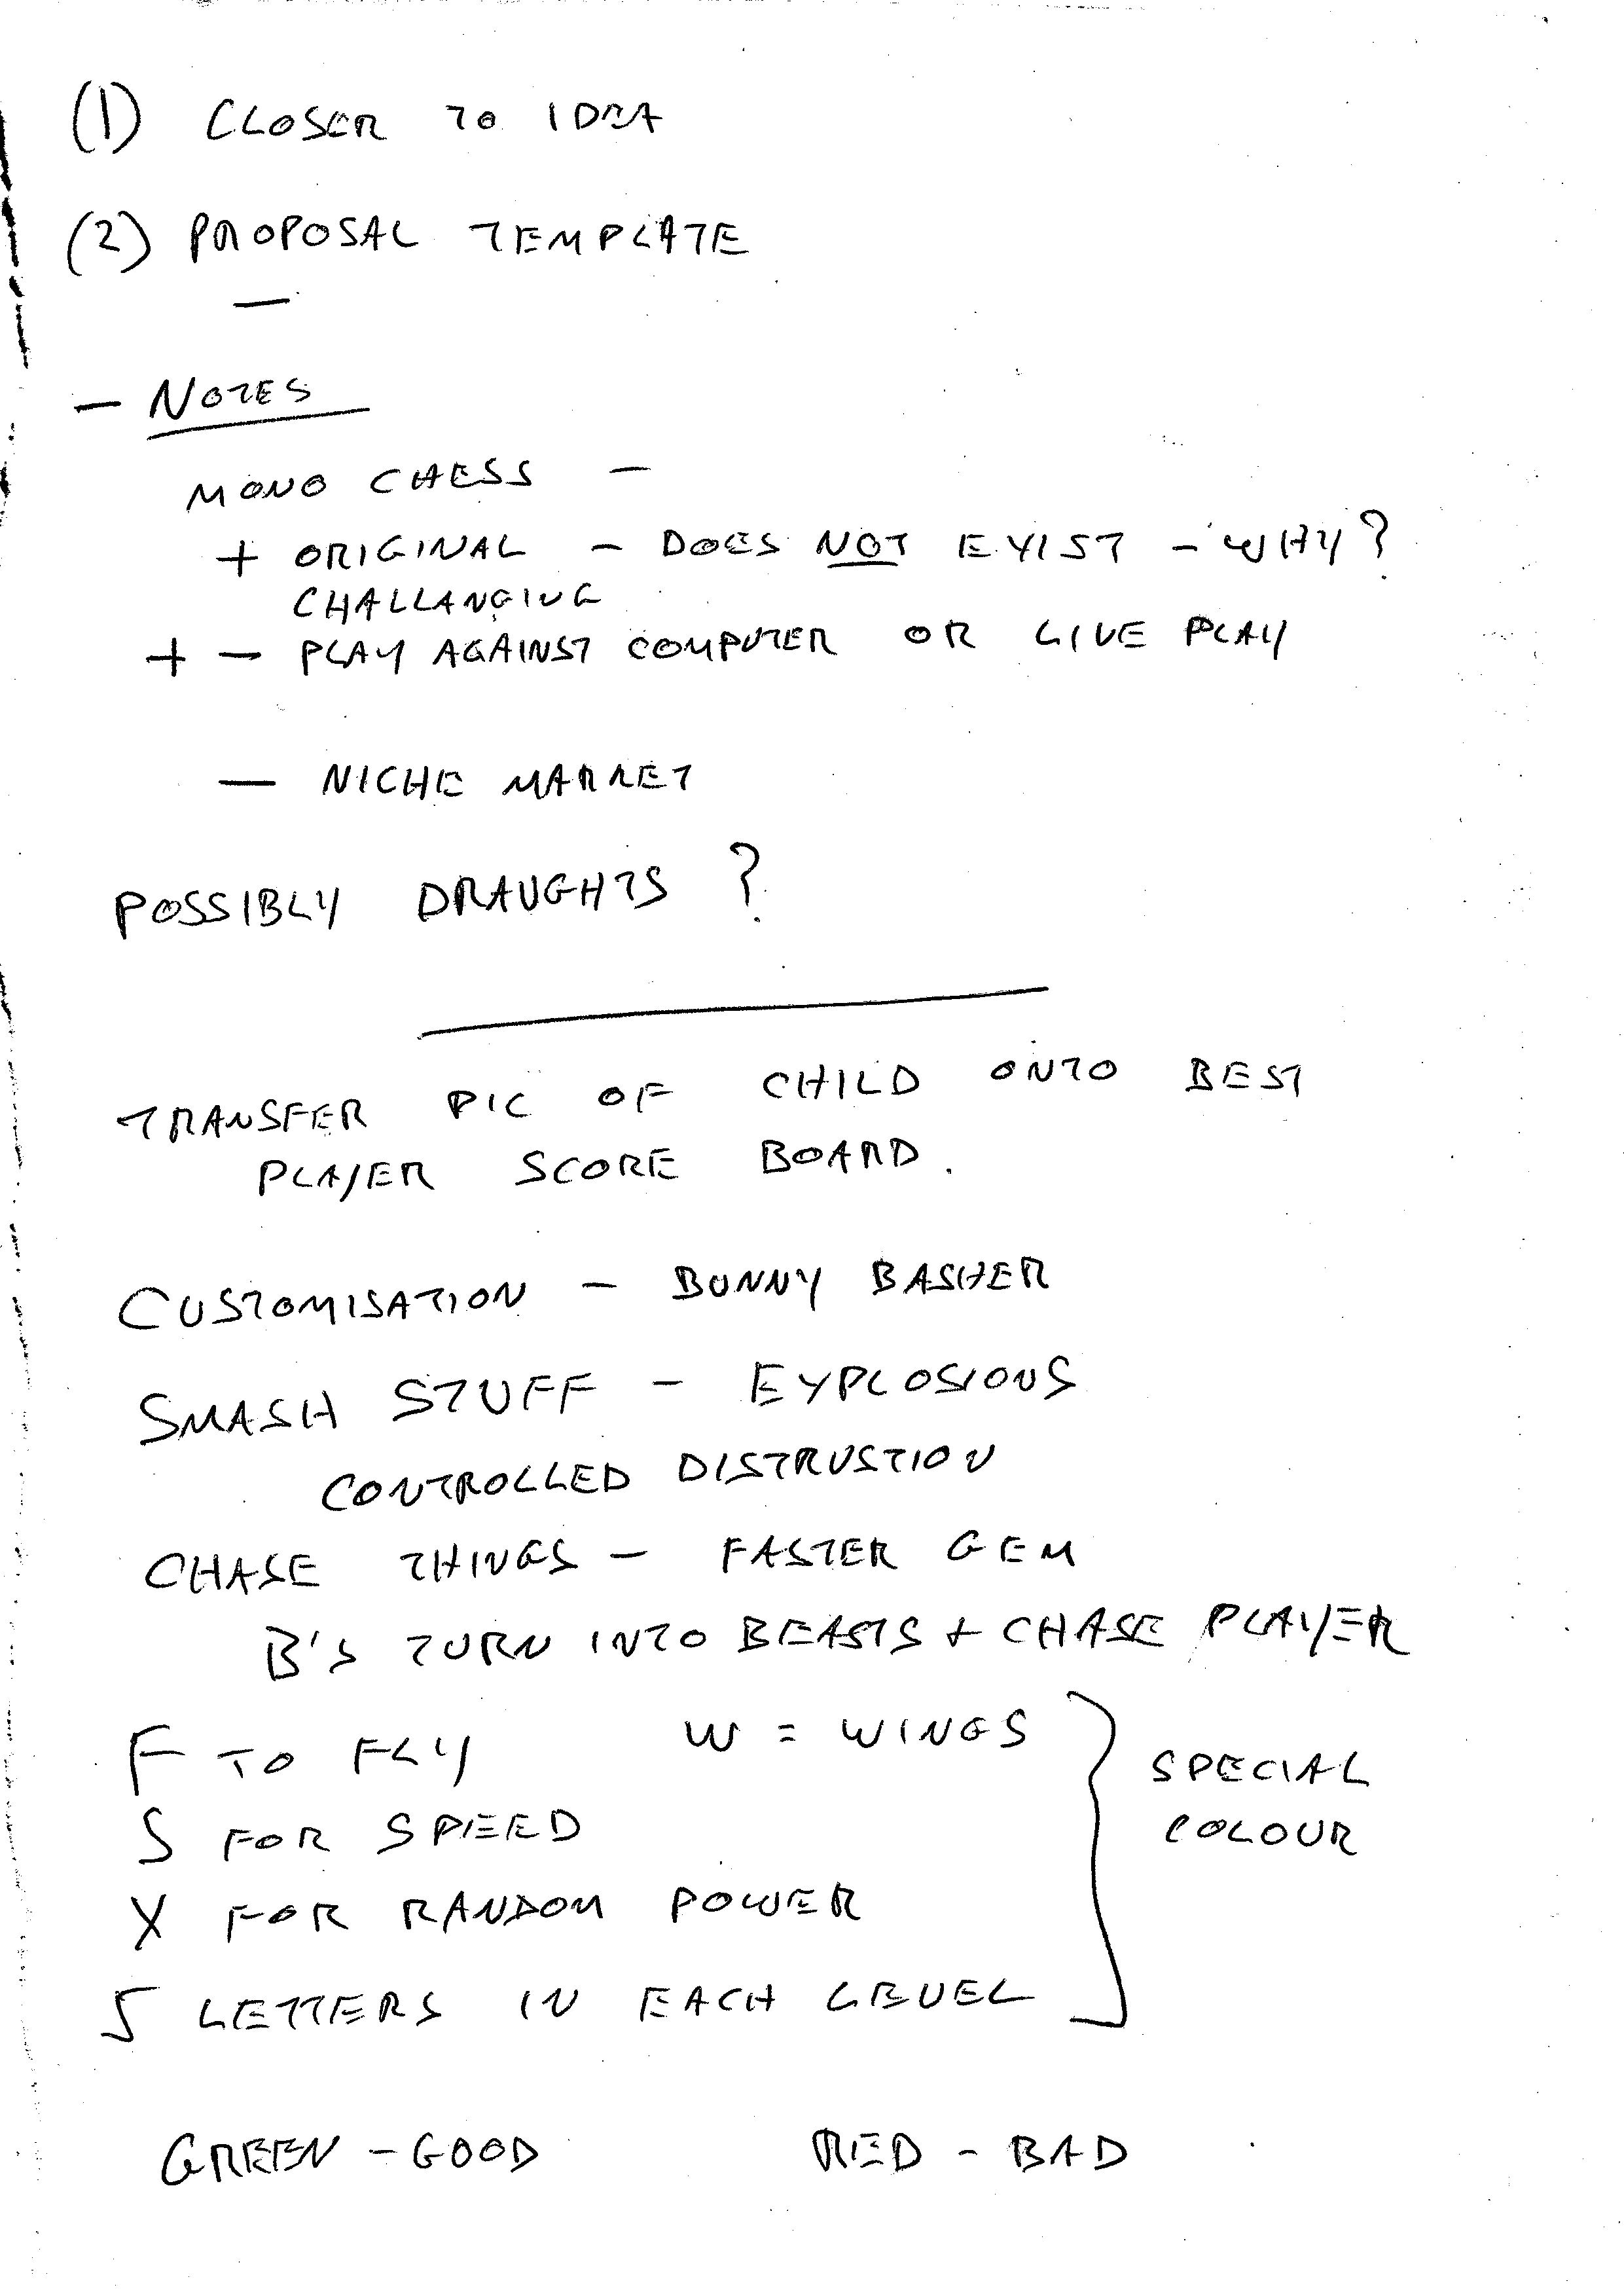 (1) CLOSER TO IDEA
(2) PROPOSAL TEMPLATE
—
— NOTES
MONO CHESS —
+ ORIGINAL — DOES NOT EXIST — WHY?
CHALLANGING
+ — PLAY AGAINST COMPUTER OR LIVE PLAY
— NICHE MARKET
POSSIBLY DRAUGHTS ?
TRANSFER PIC OF CHILD ONTO BEST
PLAYER SCORE BOARD.
CUSTOMISATION — BUNNY BASHER
SMASH STUFF — EXPLOSIONS
CONTROLLED DISTRUSTION
CHASE THINGS — FASTER GEM
B'S TURN INTO BEASTS + CHASE PLAYER
F TO FLY W = WINGS
SPECIAL
S FOR SPEED
COLOUR
X FOR RANDOM POWER
5 LETTERS IN EACH LEVEL
GREEN — GOOD RED — BAD